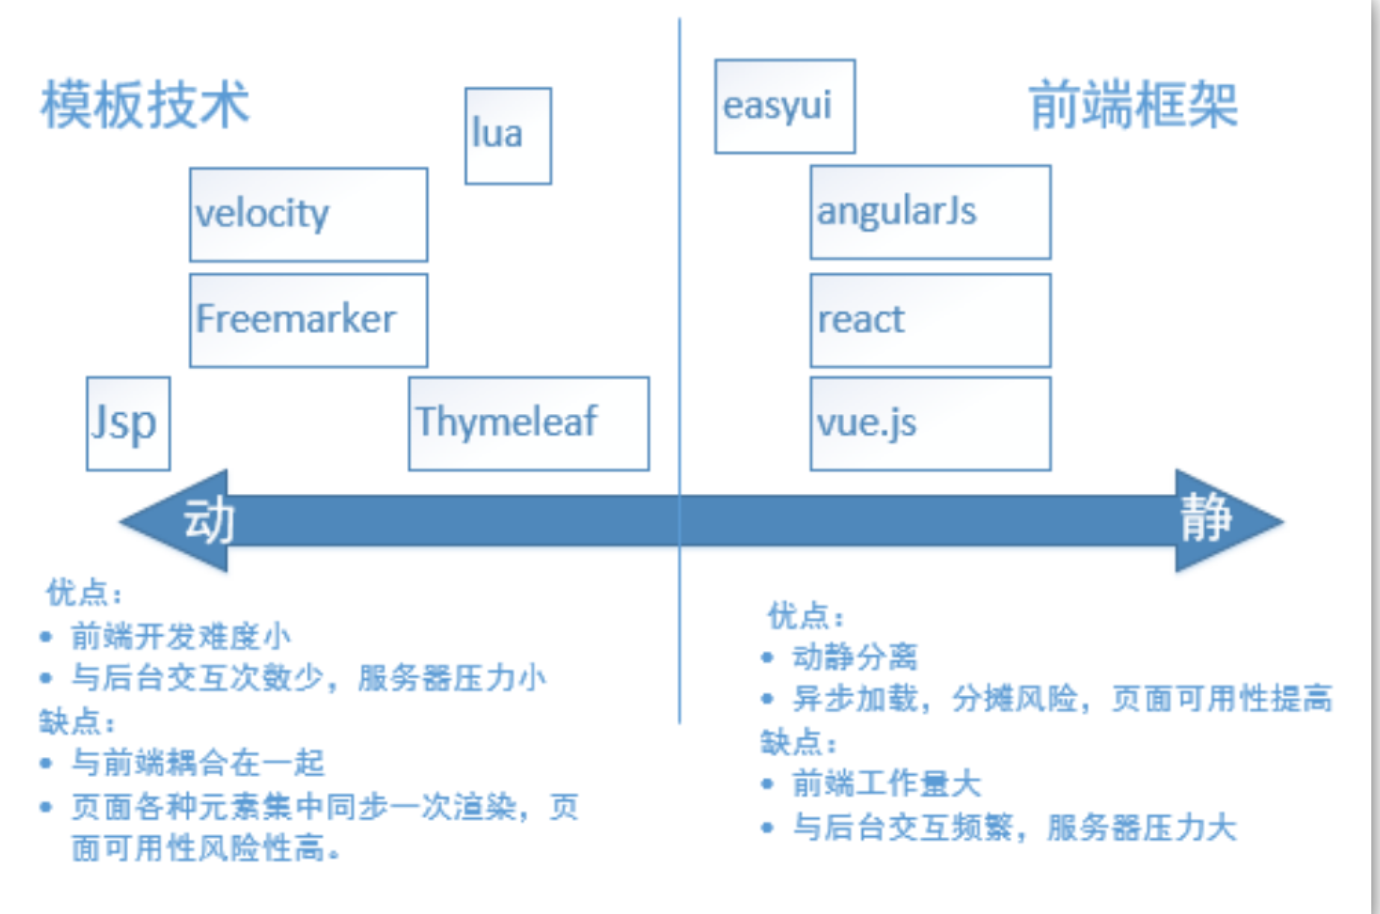 模板技术
lua
velocity
Freemarker
Jsp
Thymeleaf
easyui
前端框架
angularJs
react
vue.js
动
静
优点：
• 前端开发难度小
• 与后台交互次数少，服务器压力小
缺点：
• 与前端耦合在一起
• 页面各种元素集中同步一次渲染，页
面可用性风险性高。
优点：
• 动静分离
• 异步加载，分摊风险，页面可用性提高
缺点：
• 前端工作量大
• 与后台交互频繁，服务器压力大